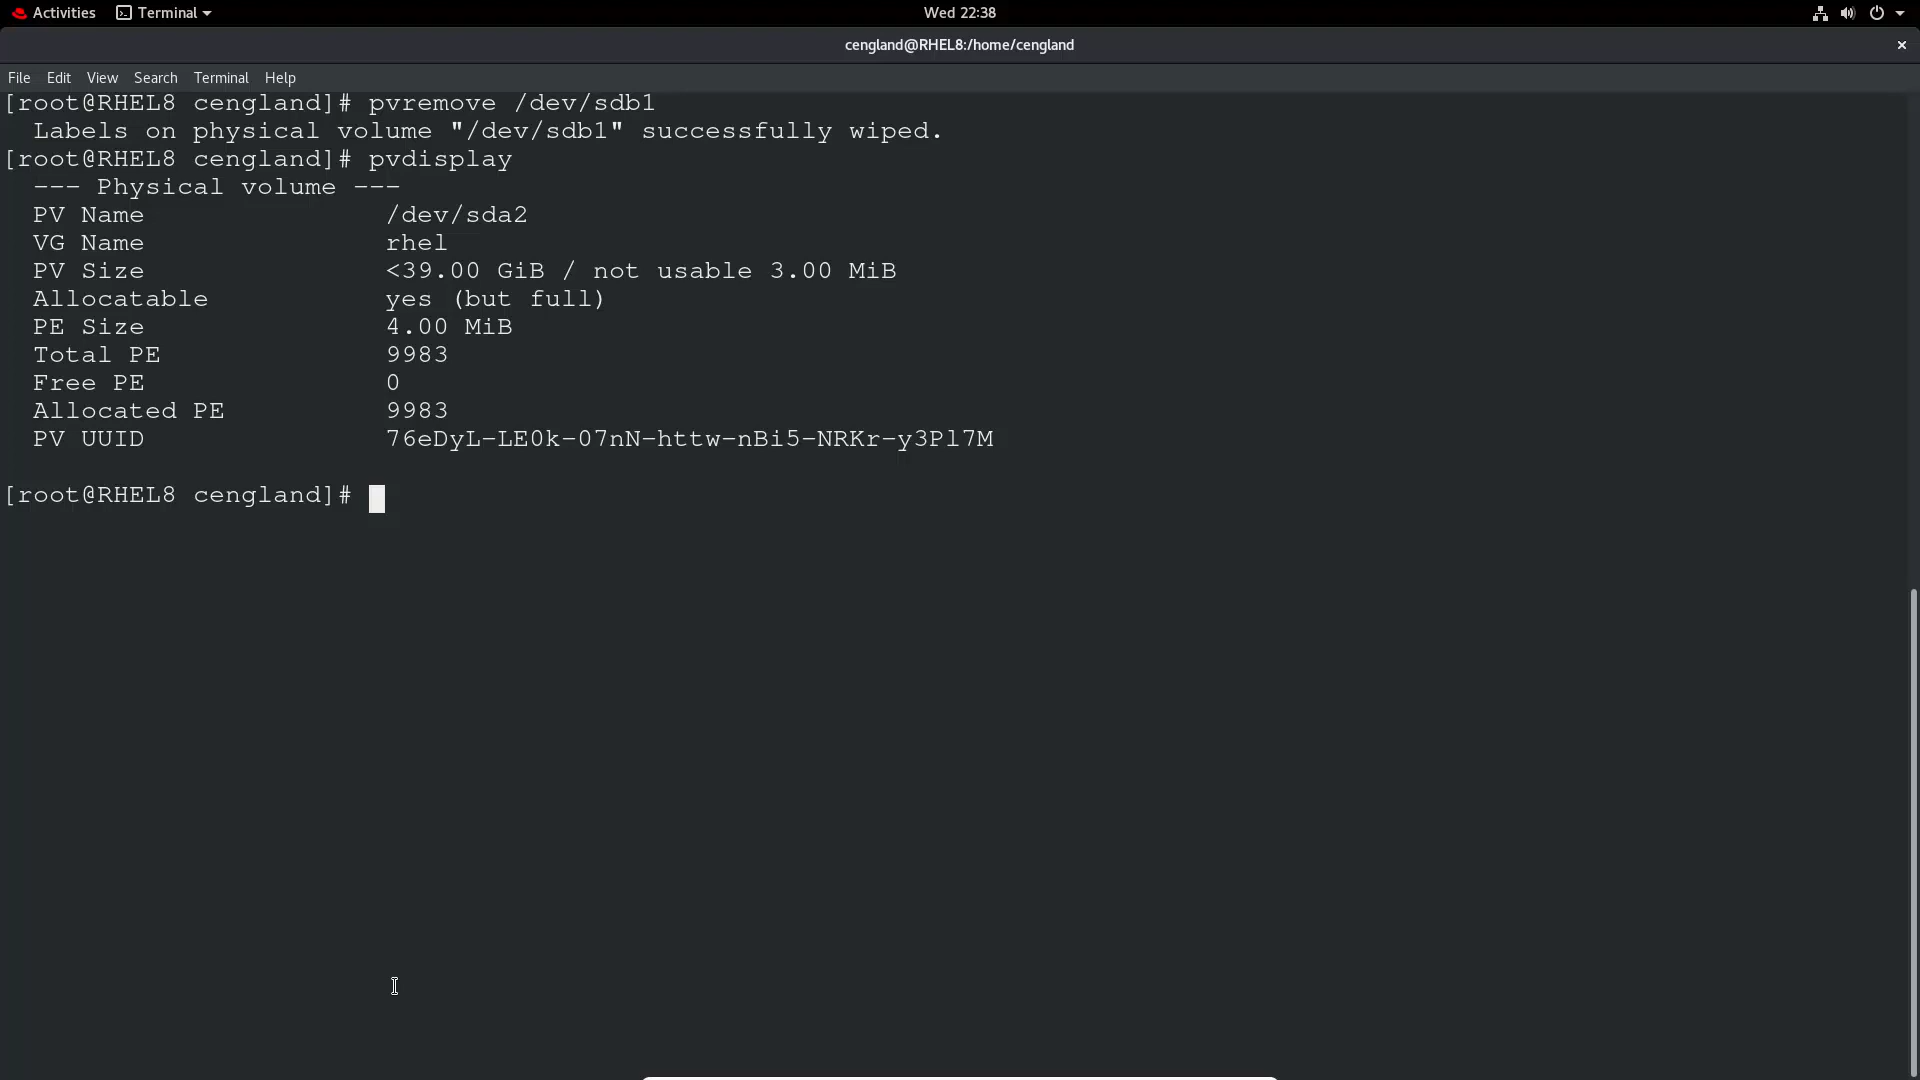 Activities Terminal Wed 22:38
cengland@RHEL8:/home/cengland ×
File Edit View Search Terminal Help
[root@RHEL8 cengland]# pvremove /dev/sdb1
  Labels on physical volume "/dev/sdb1" successfully wiped.
[root@RHEL8 cengland]# pvdisplay
  --- Physical volume ---
  PV Name               /dev/sda2
  VG Name               rhel
  PV Size               <39.00 GiB / not usable 3.00 MiB
  Allocatable           yes (but full)
  PE Size               4.00 MiB
  Total PE              9983
  Free PE               0
  Allocated PE          9983
  PV UUID               76eDyL-LE0k-07nN-httw-nBi5-NRKr-y3Pl7M
[root@RHEL8 cengland]#